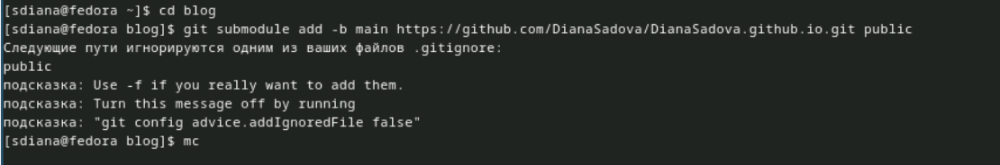 [sdiana@fedora ~]$ cd blog
[sdiana@fedora blog]$ git submodule add -b main https://github.com/DianaSadova/DianaSadova.github.io.git public
Следующие пути игнорируются одним из ваших файлов .gitignore:
public
подсказка: Use -f if you really want to add them.
подсказка: Turn this message off by running
подсказка: "git config advice.addIgnoredFile false"
[sdiana@fedora blog]$ mc